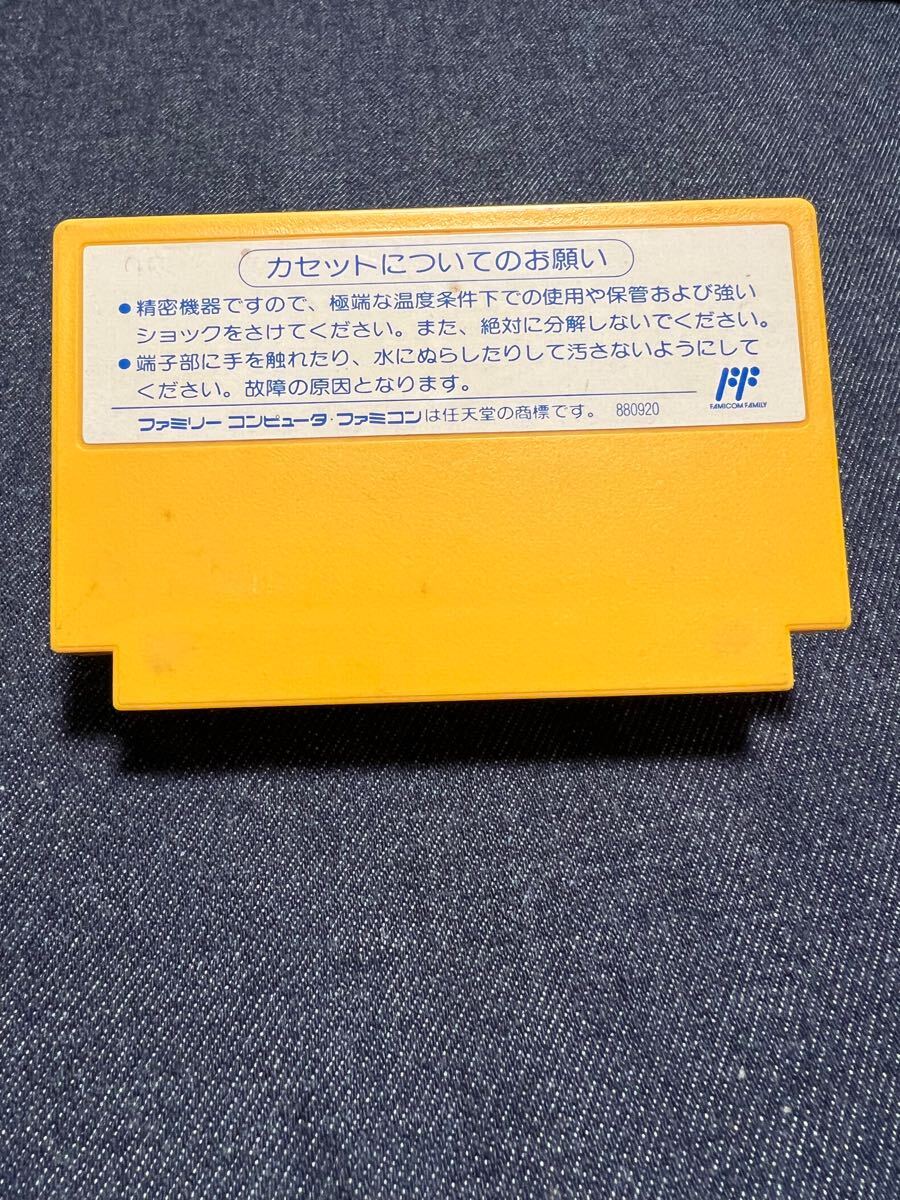 カセットについてのお願い
●精密機器ですので、極端な温度条件下での使用や保管および強い
ショックをさけてください。また、絶対に分解しないでください。
●端子部に手を触れたり、水にぬらしたりして汚さないようにして
ください。故障の原因となります。
FAMICOM FAMILY
ファミリー コンピュータ・ファミコンは任天堂の商標です。 880920